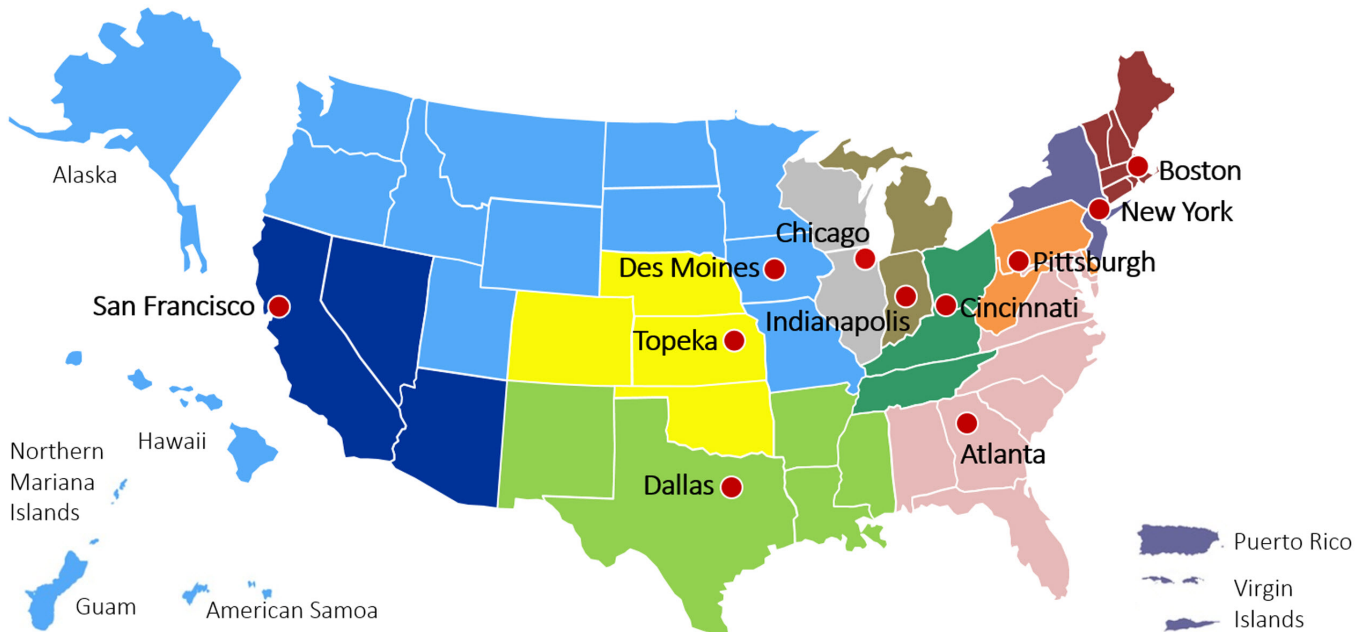 Alaska
Boston
New York
Chicago
Pittsburgh
Des Moines
San Francisco
Cincinnati
Indianapolis
Topeka
Hawaii
Northern
Mariana
Islands
Atlanta
Dallas
Puerto Rico
Virgin
Islands
Guam
American Samoa